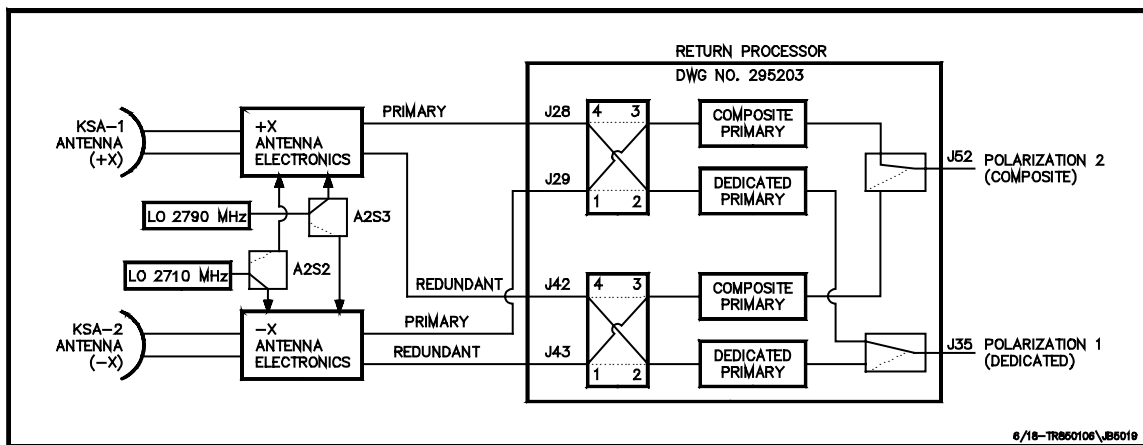 RETURN PROCESSOR
DWG NO. 295203
KSA-1
ANTENNA
(+X)
+X
ANTENNA
ELECTRONICS
PRIMARY
J28
4 3
COMPOSITE
PRIMARY
J52
POLARIZATION 2
(COMPOSITE)
J29
1 2
DEDICATED
PRIMARY
LO 2790 MHz
A2S3
LO 2710 MHz
A2S2
REDUNDANT
J42
4 3
COMPOSITE
PRIMARY
KSA-2
ANTENNA
(-X)
-X
ANTENNA
ELECTRONICS
PRIMARY
REDUNDANT
J43
1 2
DEDICATED
PRIMARY
J35
POLARIZATION 1
(DEDICATED)
6/18-TR850106\JB5019